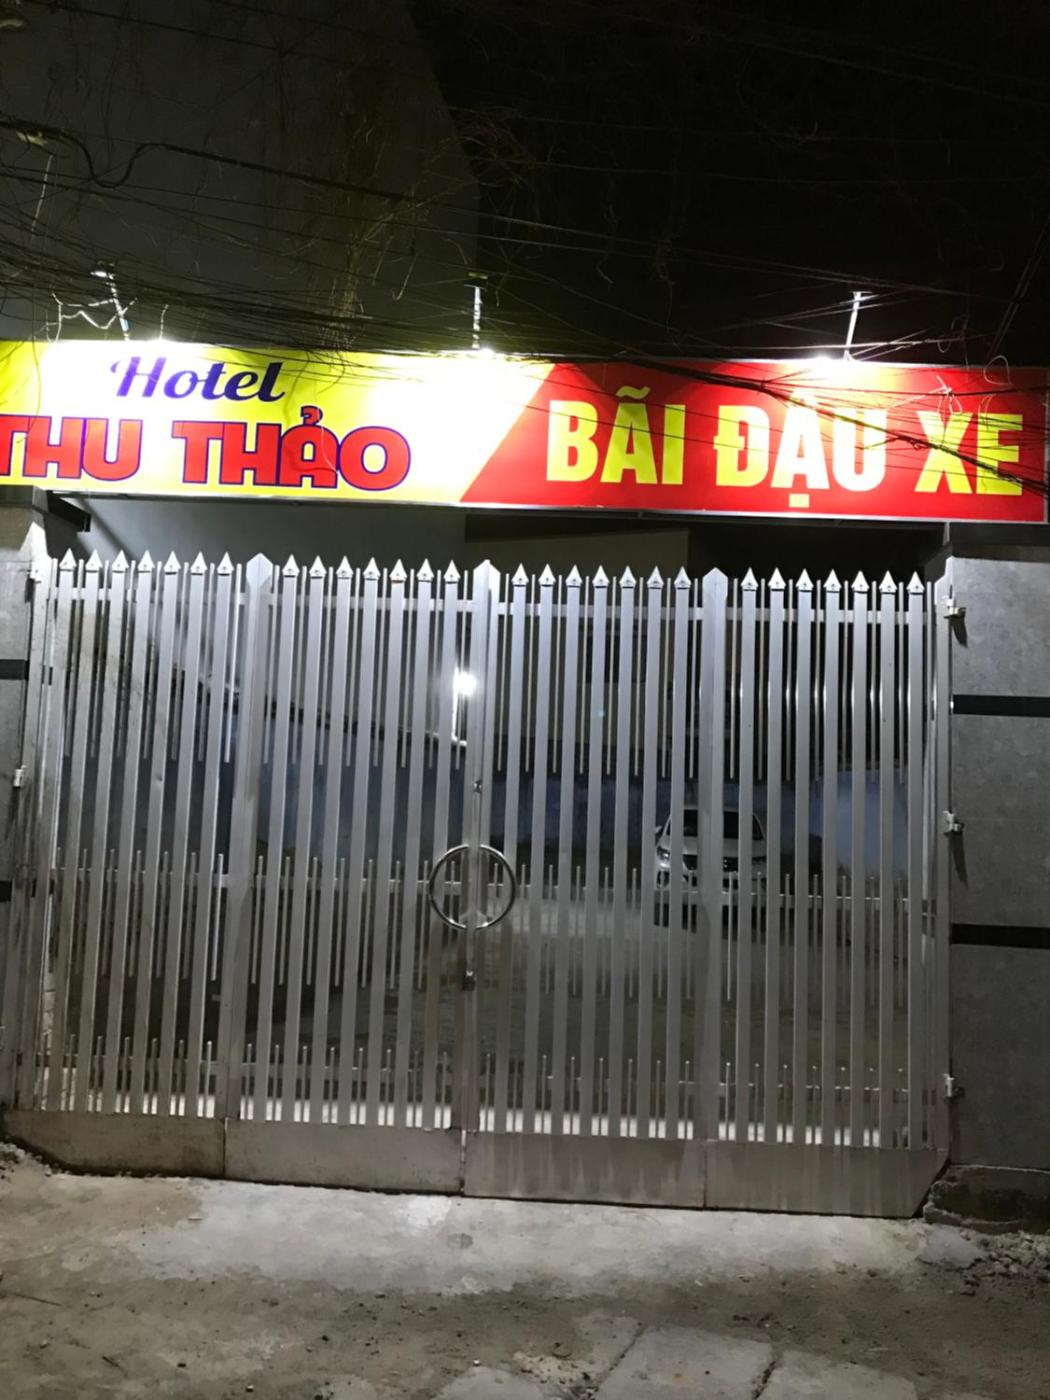 Hotel
THU THẢO
BÃI ĐẬU XE